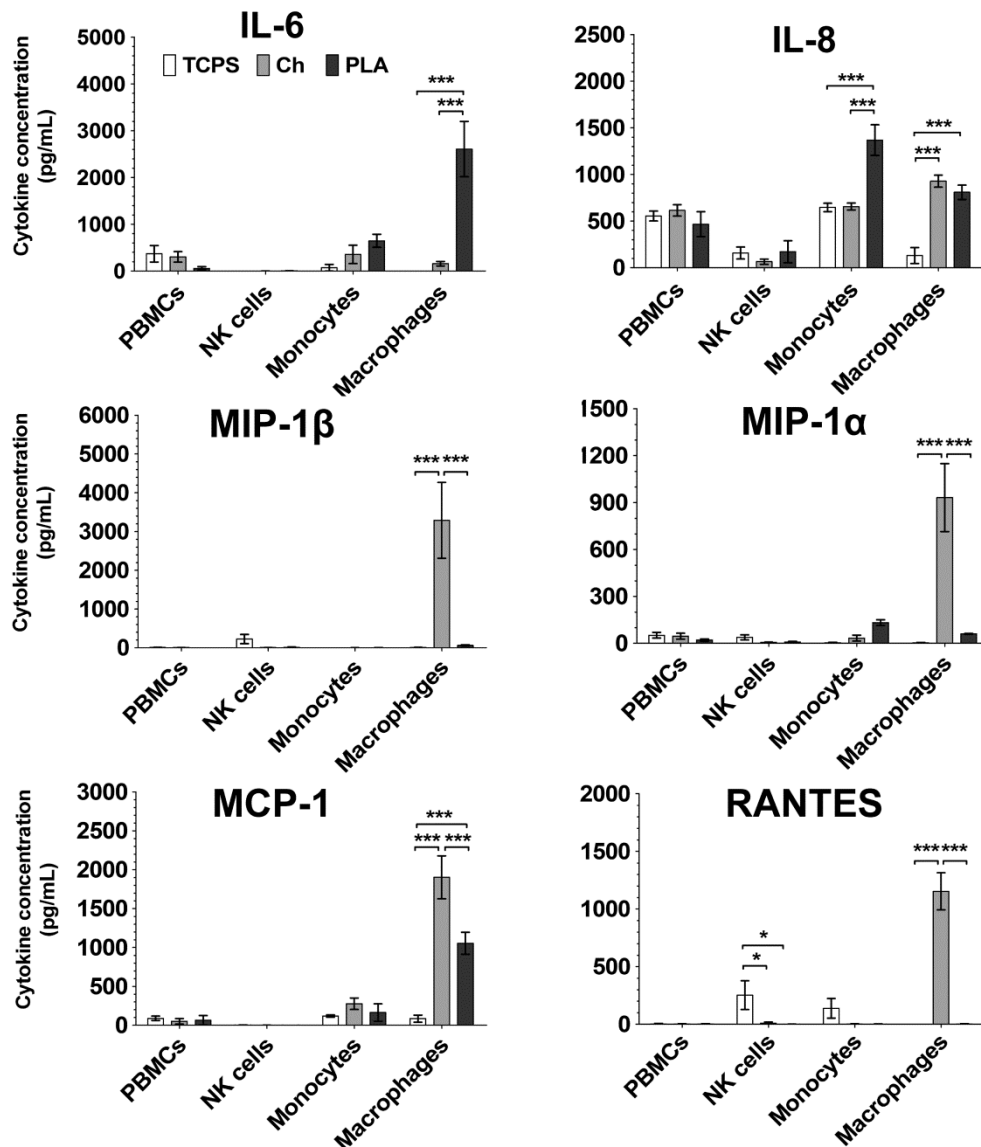 IL-6
Cytokine concentration
(pg/mL)
5000
4000
3000
2000
1000
0
TCPS Ch PLA
***
***
PBMCs
NK cells
Monocytes
Macrophages
IL-8
2500
2000
1500
1000
500
0
***
***
***
***
PBMCs
NK cells
Monocytes
Macrophages
MIP-1β
Cytokine concentration
(pg/mL)
6000
5000
4000
3000
2000
1000
0
*** ***
PBMCs
NK cells
Monocytes
Macrophages
MIP-1α
1500
1200
900
600
300
0
*** ***
PBMCs
NK cells
Monocytes
Macrophages
MCP-1
Cytokine concentration
(pg/mL)
3000
2500
2000
1500
1000
500
0
***
*** ***
PBMCs
NK cells
Monocytes
Macrophages
RANTES
2000
1500
1000
500
0
*
*
*** ***
PBMCs
NK cells
Monocytes
Macrophages